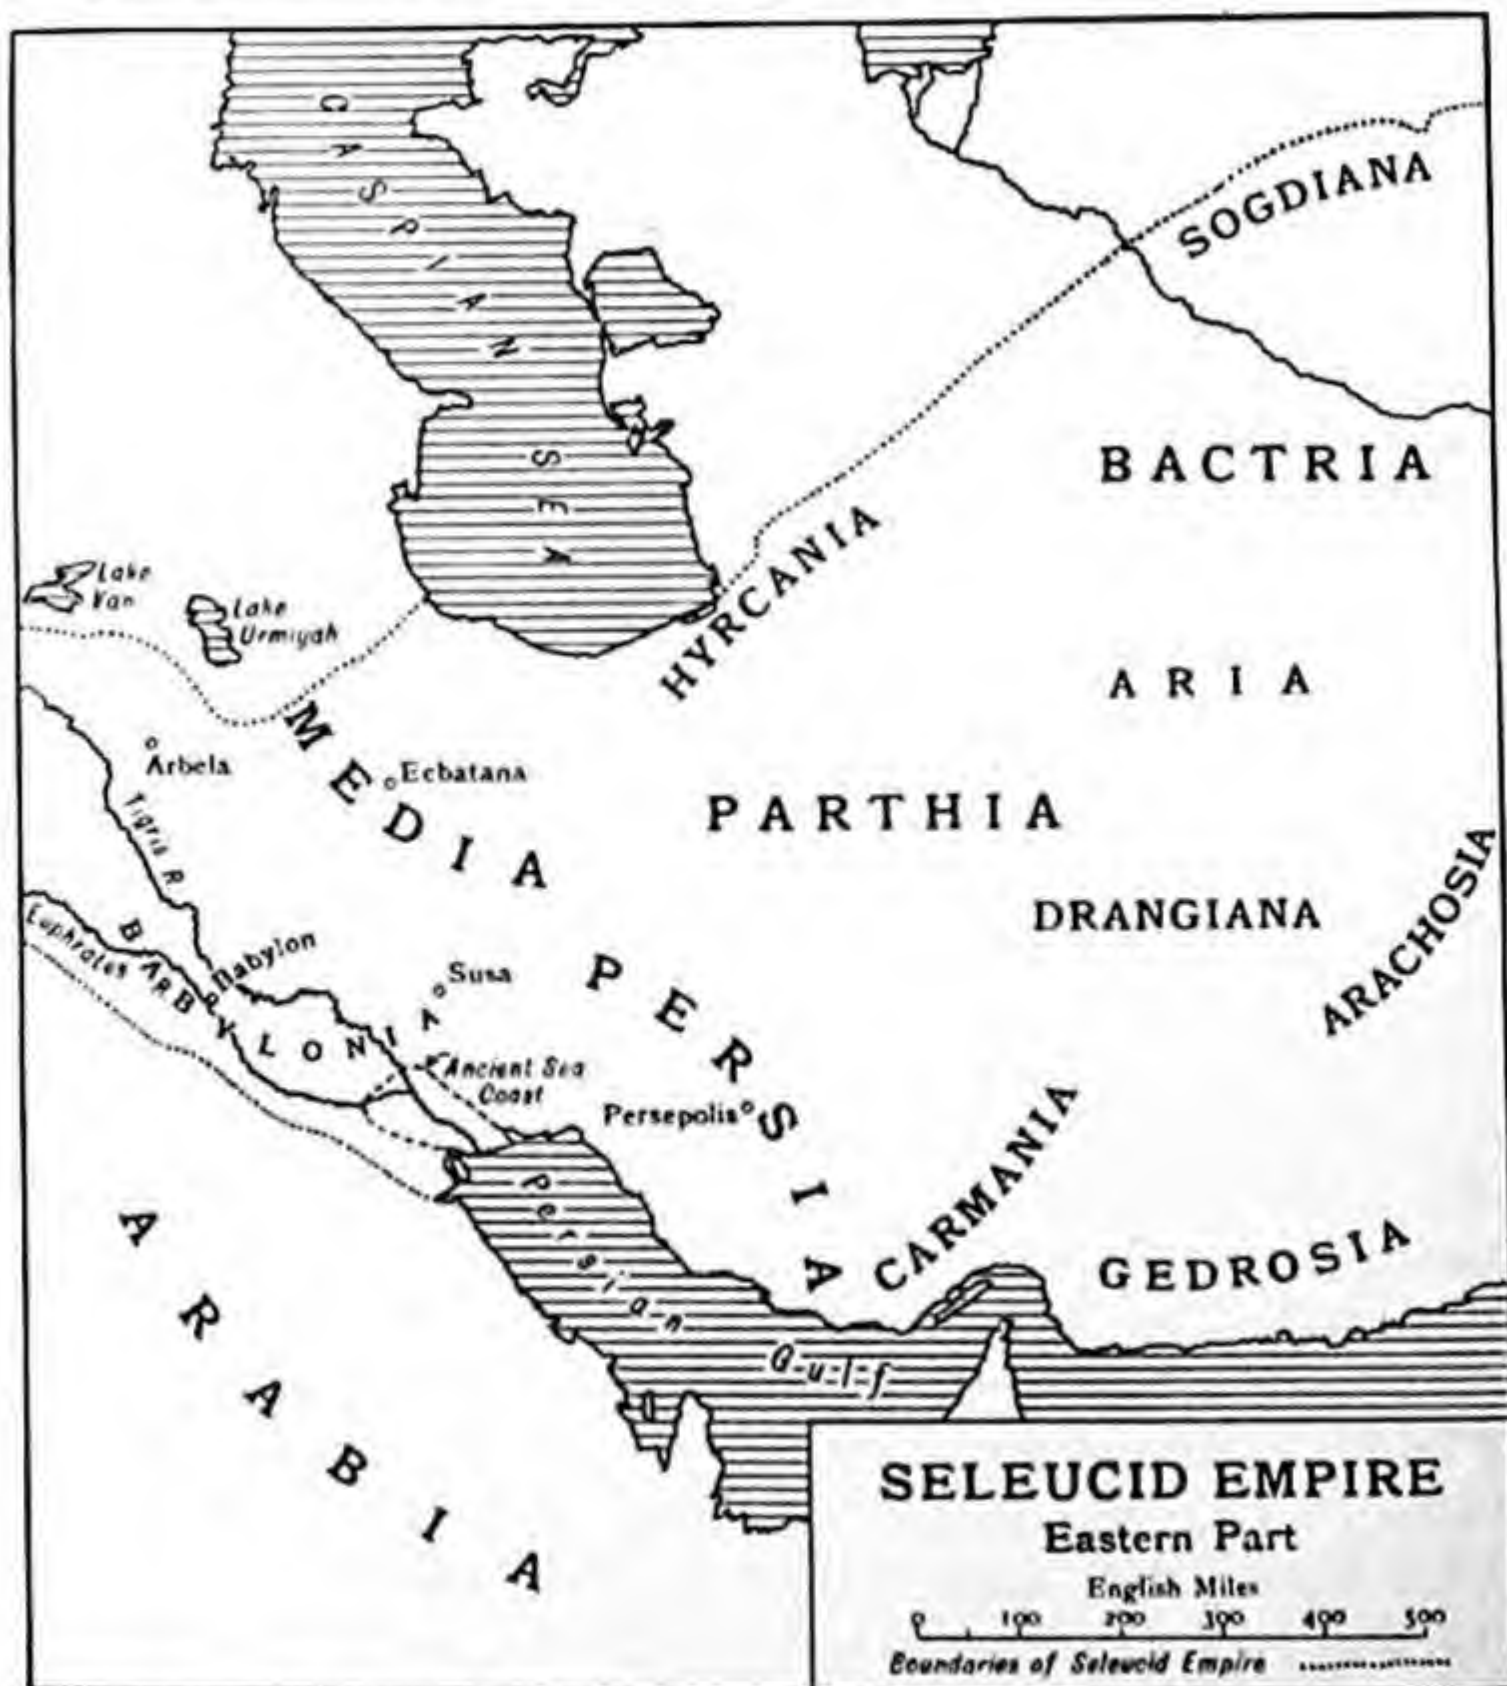 CASPIAN SEA
SOGDIANA
BACTRIA
HYRCANIA
Lake
Van
Lake
Urmiyah
ARIA
MEDIA
Arbela
Ecbatana
PARTHIA
Tigris R.
DRANGIANA
ARACHOSIA
Euphrates
Babylon
BABYLONIA
Susa
PERSIA
Ancient Sea
Coast
Persepolis
CARMANIA
GEDROSIA
Persian Gulf
ARABIA
SELEUCID EMPIRE
Eastern Part
English Miles
0 100 200 300 400 500
Boundaries of Seleucid Empire